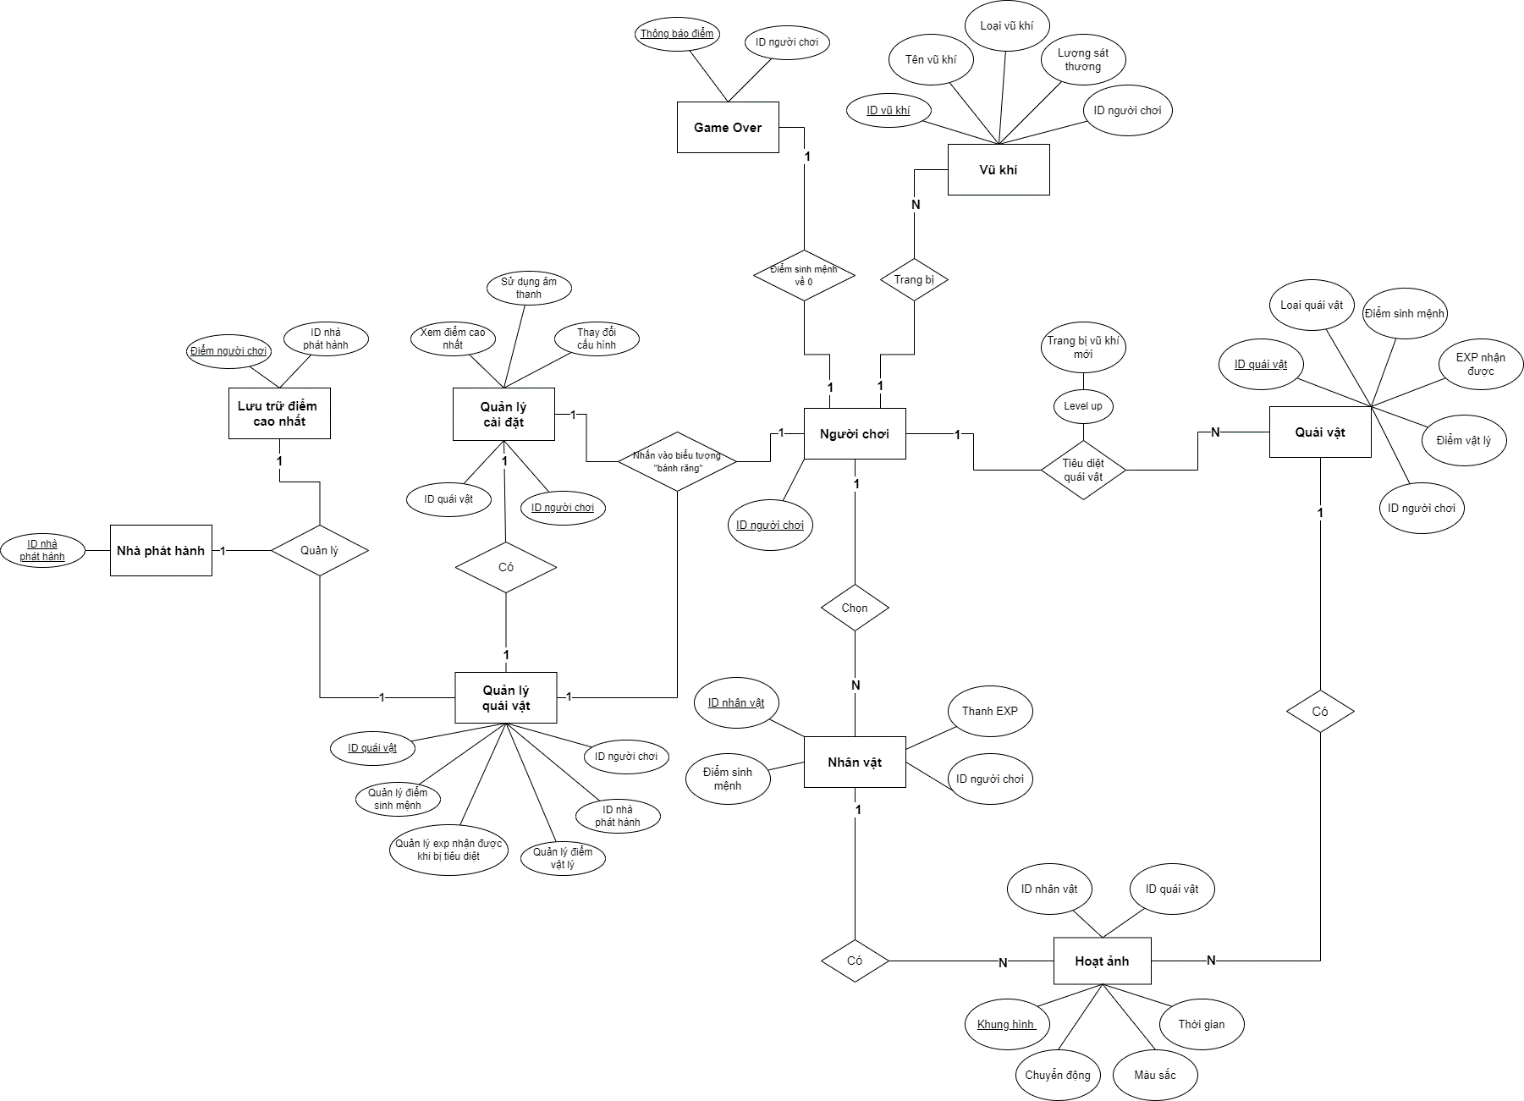 Thông báo điểm
ID người chơi
Game Over
1
Điểm sinh mệnh
về 0
1
Loại vũ khí
Tên vũ khí
Lượng sát
thương
ID vũ khí
ID người chơi
Vũ khí
N
Trang bị
1
Sử dụng âm
thanh
Xem điểm cao
nhất
Thay đổi
cấu hình
Quản lý
cài đặt
1
ID quái vật
1
ID người chơi
Điểm người chơi
ID nhà
phát hành
Lưu trữ điểm
cao nhất
1
ID nhà
phát hành
Nhà phát hành
1
Quản lý
1
Có
1
Nhấn vào biểu tượng
"bánh răng"
1
Người chơi
1
ID người chơi
1
Trang bị vũ khí
mới
Level up
Tiêu diệt
quái vật
N
Loại quái vật
Điểm sinh mệnh
ID quái vật
EXP nhận
được
Quái vật
Điểm vật lý
ID người chơi
1
Quản lý
quái vật
1
ID quái vật
ID người chơi
Quản lý điểm
sinh mệnh
ID nhà
phát hành
Quản lý exp nhận được
khi bị tiêu diệt
Quản lý điểm
vật lý
Chọn
N
ID nhân vật
Thanh EXP
Nhân vật
Điểm sinh
mệnh
ID người chơi
1
Có
N
Có
N
ID nhân vật
ID quái vật
Hoạt ảnh
Khung hình
Thời gian
Chuyển động
Màu sắc